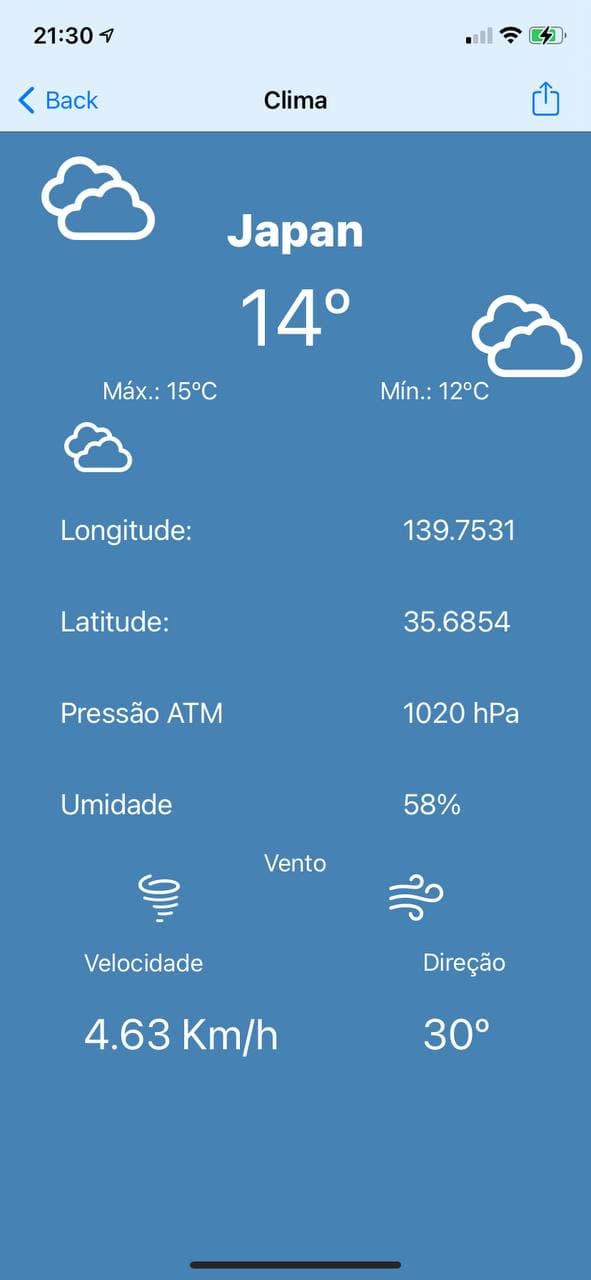 21:30
Back Clima
Japan
14º
Máx.: 15ºC Mín.: 12ºC
Longitude: 139.7531
Latitude: 35.6854
Pressão ATM 1020 hPa
Umidade 58%
Vento
Velocidade Direção
4.63 Km/h 30º